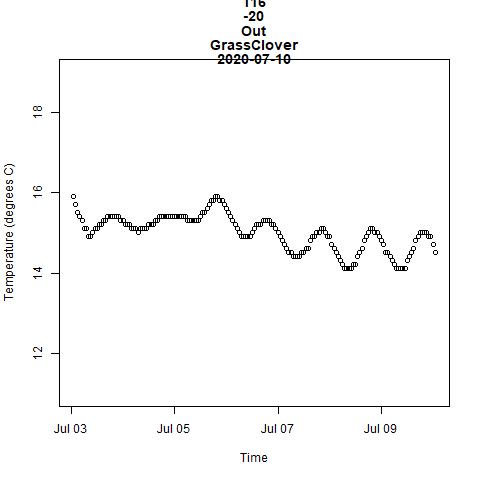 T16
-20
Out
GrassClover
2020-07-10
Temperature (degrees C)
18
16
14
12
Jul 03
Jul 05
Jul 07
Jul 09
Time